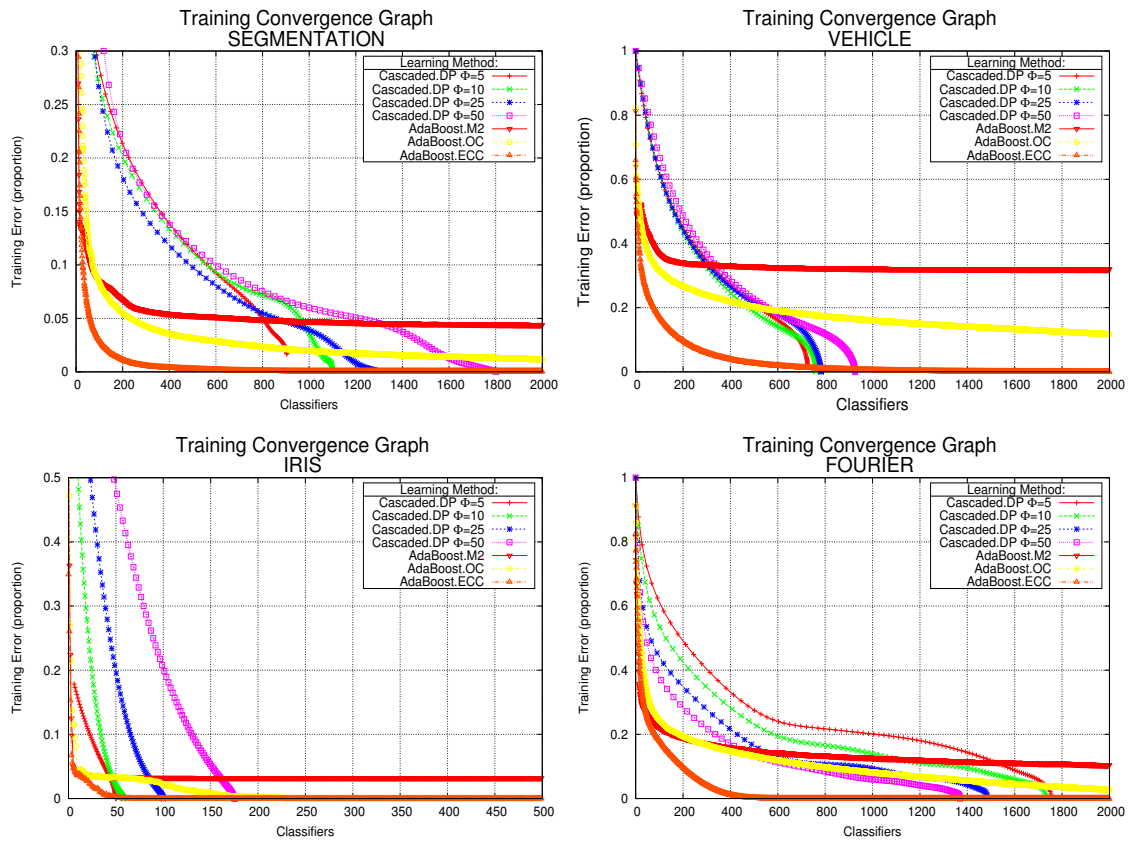 Training Convergence Graph
SEGMENTATION
Training Error (proportion)
0.3
0.25
0.2
0.15
0.1
0.05
0
0 200 400 600 800 1000 1200 1400 1600 1800 2000
Classifiers
Learning Method:
Cascaded.DP Φ=5
Cascaded.DP Φ=10
Cascaded.DP Φ=25
Cascaded.DP Φ=50
AdaBoost.M2
AdaBoost.OC
AdaBoost.ECC
Training Convergence Graph
VEHICLE
Training Error (proportion)
1
0.8
0.6
0.4
0.2
0
0 200 400 600 800 1000 1200 1400 1600 1800 2000
Classifiers
Learning Method:
Cascaded.DP Φ=5
Cascaded.DP Φ=10
Cascaded.DP Φ=25
Cascaded.DP Φ=50
AdaBoost.M2
AdaBoost.OC
AdaBoost.ECC
Training Convergence Graph
IRIS
Training Error (proportion)
0.5
0.4
0.3
0.2
0.1
0
0 50 100 150 200 250 300 350 400 450 500
Classifiers
Learning Method:
Cascaded.DP Φ=5
Cascaded.DP Φ=10
Cascaded.DP Φ=25
Cascaded.DP Φ=50
AdaBoost.M2
AdaBoost.OC
AdaBoost.ECC
Training Convergence Graph
FOURIER
Training Error (proportion)
1
0.8
0.6
0.4
0.2
0
0 200 400 600 800 1000 1200 1400 1600 1800 2000
Classifiers
Learning Method:
Cascaded.DP Φ=5
Cascaded.DP Φ=10
Cascaded.DP Φ=25
Cascaded.DP Φ=50
AdaBoost.M2
AdaBoost.OC
AdaBoost.ECC